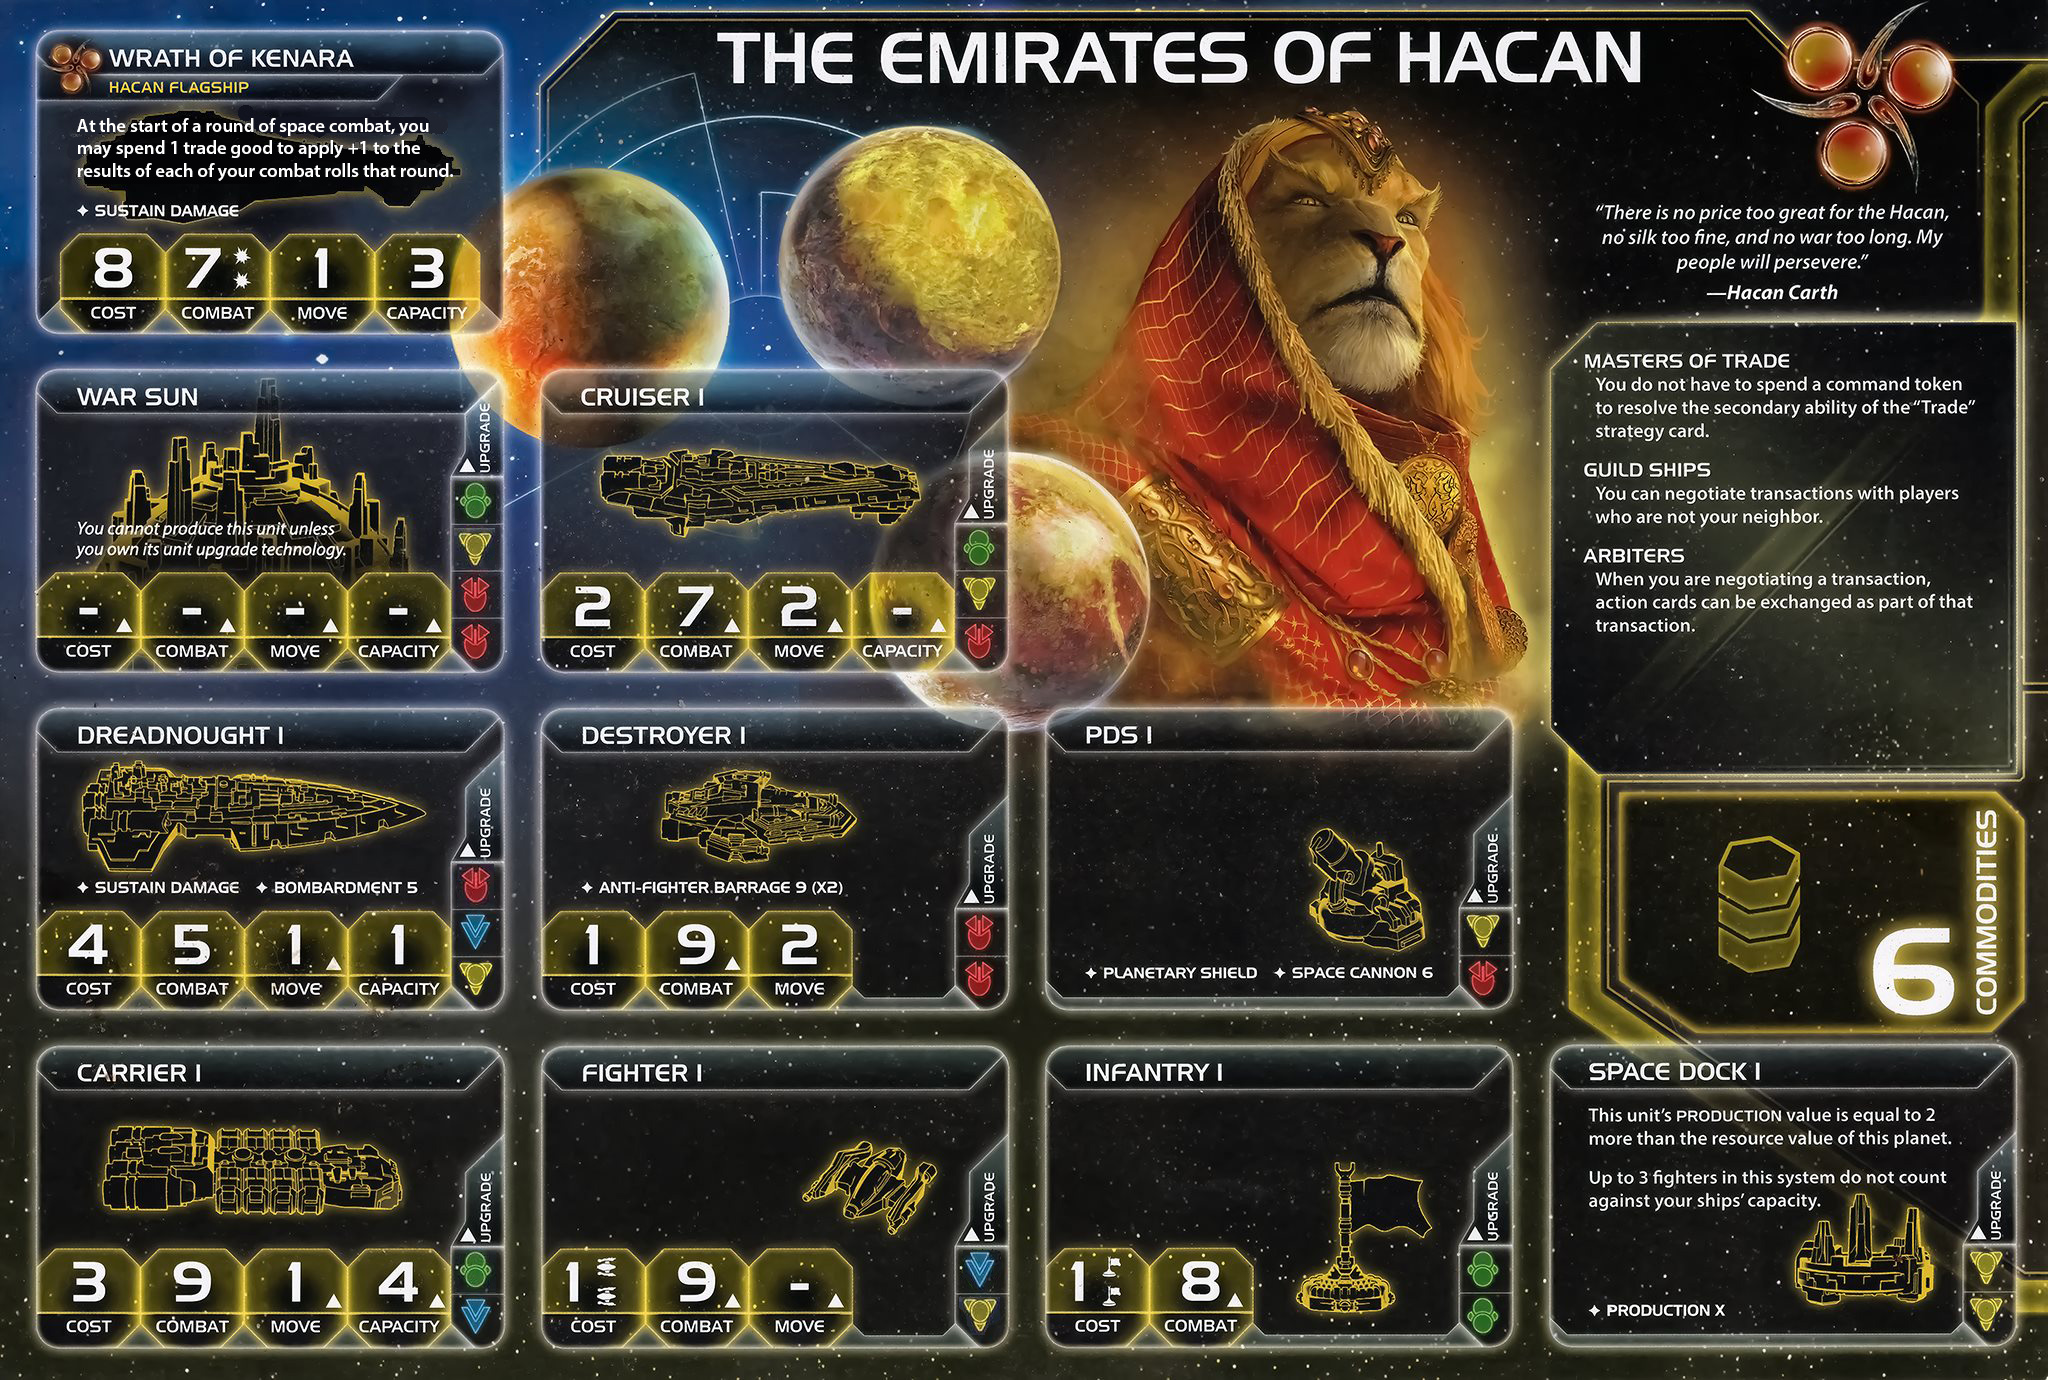 THE EMIRATES OF HACAN
WRATH OF KENARA
HACAN FLAGSHIP
At the start of a round of space combat, you
may spend 1 trade good to apply +1 to the
results of each of your combat rolls that round.
SUSTAIN DAMAGE
8 7 1 3
COST COMBAT MOVE CAPACITY
“There is no price too great for the Hacan,
no silk too fine, and no war too long. My
people will persevere.”
—Hacan Carth
WAR SUN
UPGRADE
You cannot produce this unit unless
you own its unit upgrade technology.
- - - -
COST COMBAT MOVE CAPACITY
CRUISER I
UPGRADE
2 7 2 -
COST COMBAT MOVE CAPACITY
MASTERS OF TRADE
You do not have to spend a command token
to resolve the secondary ability of the “Trade”
strategy card.
GUILD SHIPS
You can negotiate transactions with players
who are not your neighbor.
ARBITERS
When you are negotiating a transaction,
action cards can be exchanged as part of that
transaction.
DREADNOUGHT I
UPGRADE
SUSTAIN DAMAGE BOMBARDMENT 5
4 5 1 1
COST COMBAT MOVE CAPACITY
DESTROYER I
UPGRADE
ANTI-FIGHTER BARRAGE 9 (X2)
1 9 2
COST COMBAT MOVE
PDS I
UPGRADE
PLANETARY SHIELD SPACE CANNON 6
6
COMMODITIES
CARRIER I
UPGRADE
3 9 1 4
COST COMBAT MOVE CAPACITY
FIGHTER I
UPGRADE
1 9 -
COST COMBAT MOVE
INFANTRY I
UPGRADE
1 8
COST COMBAT
SPACE DOCK I
This unit’s PRODUCTION value is equal to 2
more than the resource value of this planet.
Up to 3 fighters in this system do not count
against your ships’ capacity.
UPGRADE
PRODUCTION X